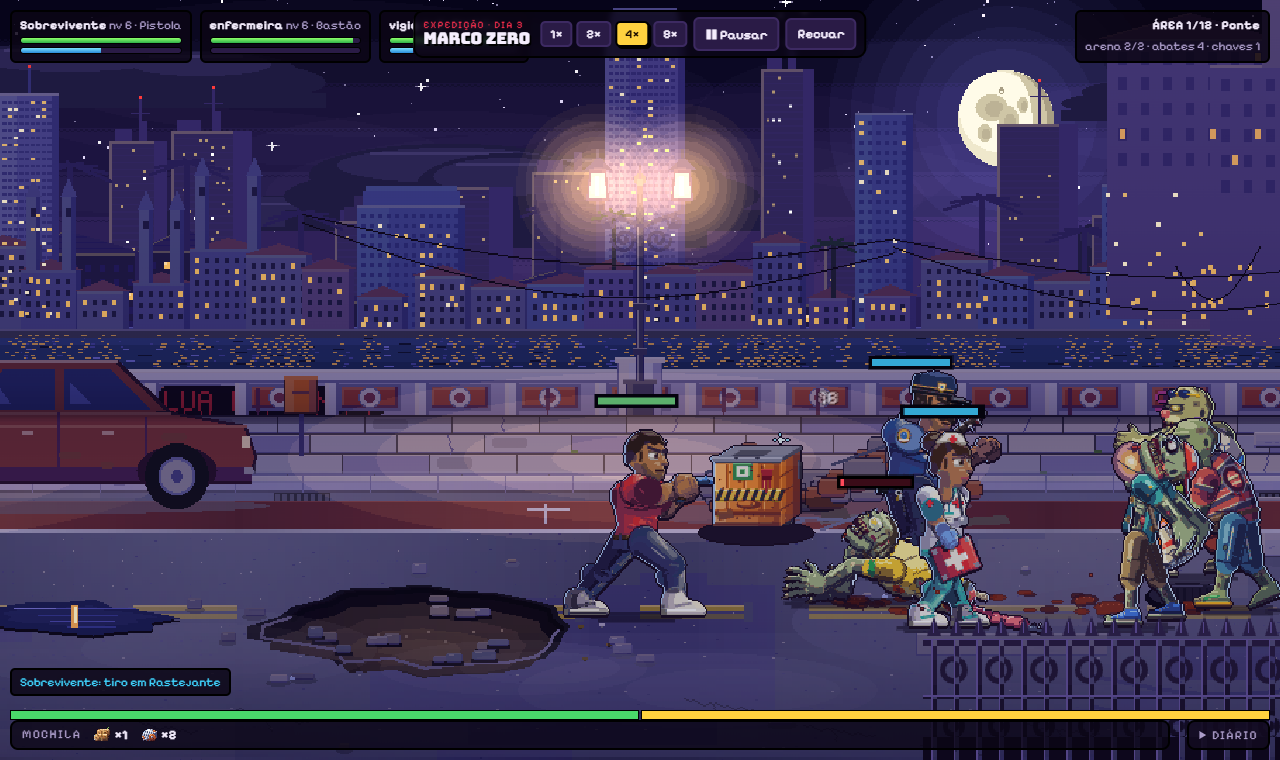 Sobrevivente nv 6 · Pistola
enfermeira nv 6 · Bastão
vigi
EXPEDIÇÃO · DIA 3
MARCO ZERO
1×
2×
4×
8×
Pausar
Recuar
ÁREA 1/18 · Ponte
arena 2/2 · abates 4 · chaves 1
LVA
Sobrevivente: tiro em Rastejante
MOCHILA ×1 ×8
▶ DIÁRIO